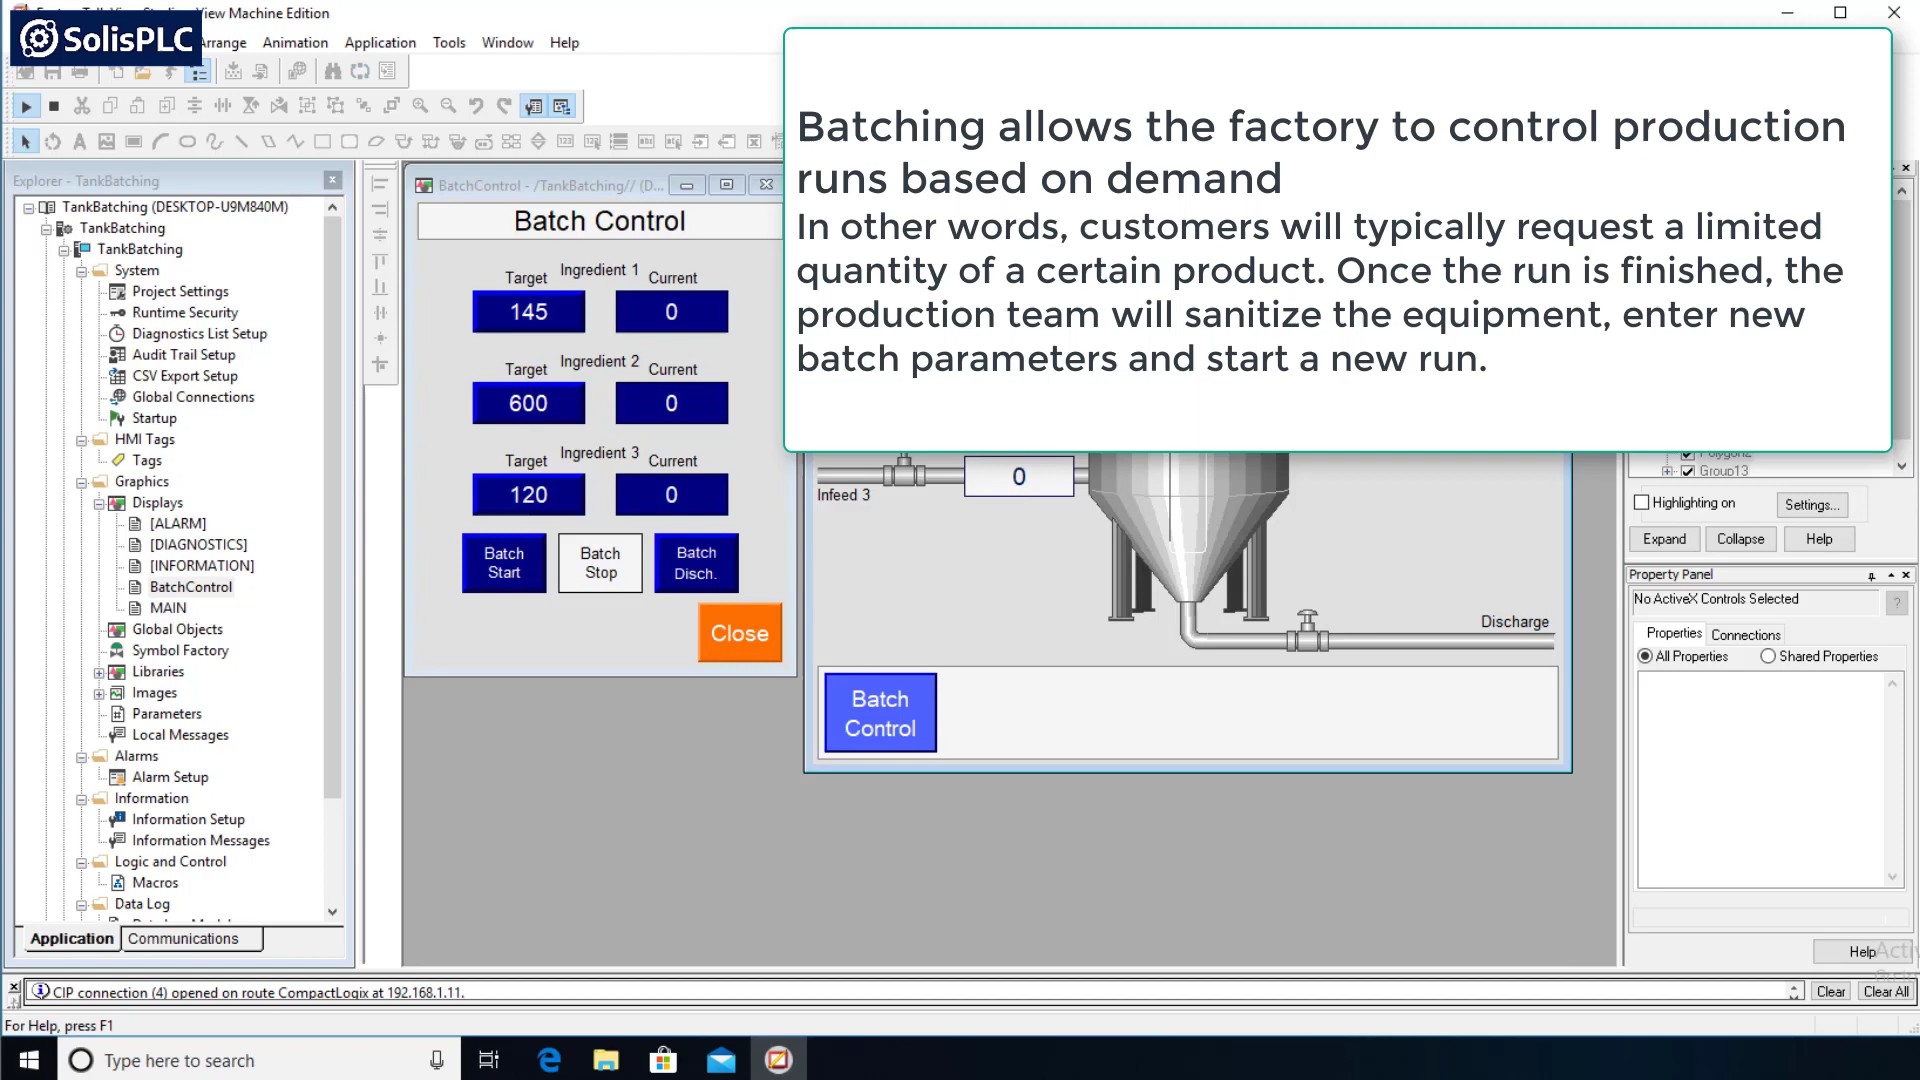 View Machine Edition
SolisPLC
Arrange Animation Application Tools Window Help
Batching allows the factory to control production
runs based on demand
In other words, customers will typically request a limited
quantity of a certain product. Once the run is finished, the
production team will sanitize the equipment, enter new
batch parameters and start a new run.
Explorer - TankBatching
TankBatching (DESKTOP-U9M840M)
TankBatching
TankBatching
System
Project Settings
Runtime Security
Diagnostics List Setup
Audit Trail Setup
CSV Export Setup
Global Connections
Startup
HMI Tags
Tags
Graphics
Displays
[ALARM]
[DIAGNOSTICS]
[INFORMATION]
BatchControl
MAIN
Global Objects
Symbol Factory
Libraries
Images
Parameters
Local Messages
Alarms
Alarm Setup
Information
Information Setup
Information Messages
Logic and Control
Macros
Data Log
Application Communications
BatchControl - /TankBatching// (D...
Batch Control
Ingredient 1
Target Current
145 0
Ingredient 2
Target Current
600 0
Ingredient 3
Target Current
120 0
Batch
Start
Batch
Stop
Batch
Disch.
Close
0
Infeed 3
Discharge
Batch
Control
Polygon2
Group13
Highlighting on Settings...
Expand Collapse Help
Property Panel
No ActiveX Controls Selected
?
Properties Connections
All Properties Shared Properties
Help
CIP connection (4) opened on route CompactLogix at 192.168.1.11.
Clear Clear All
For Help, press F1
Type here to search